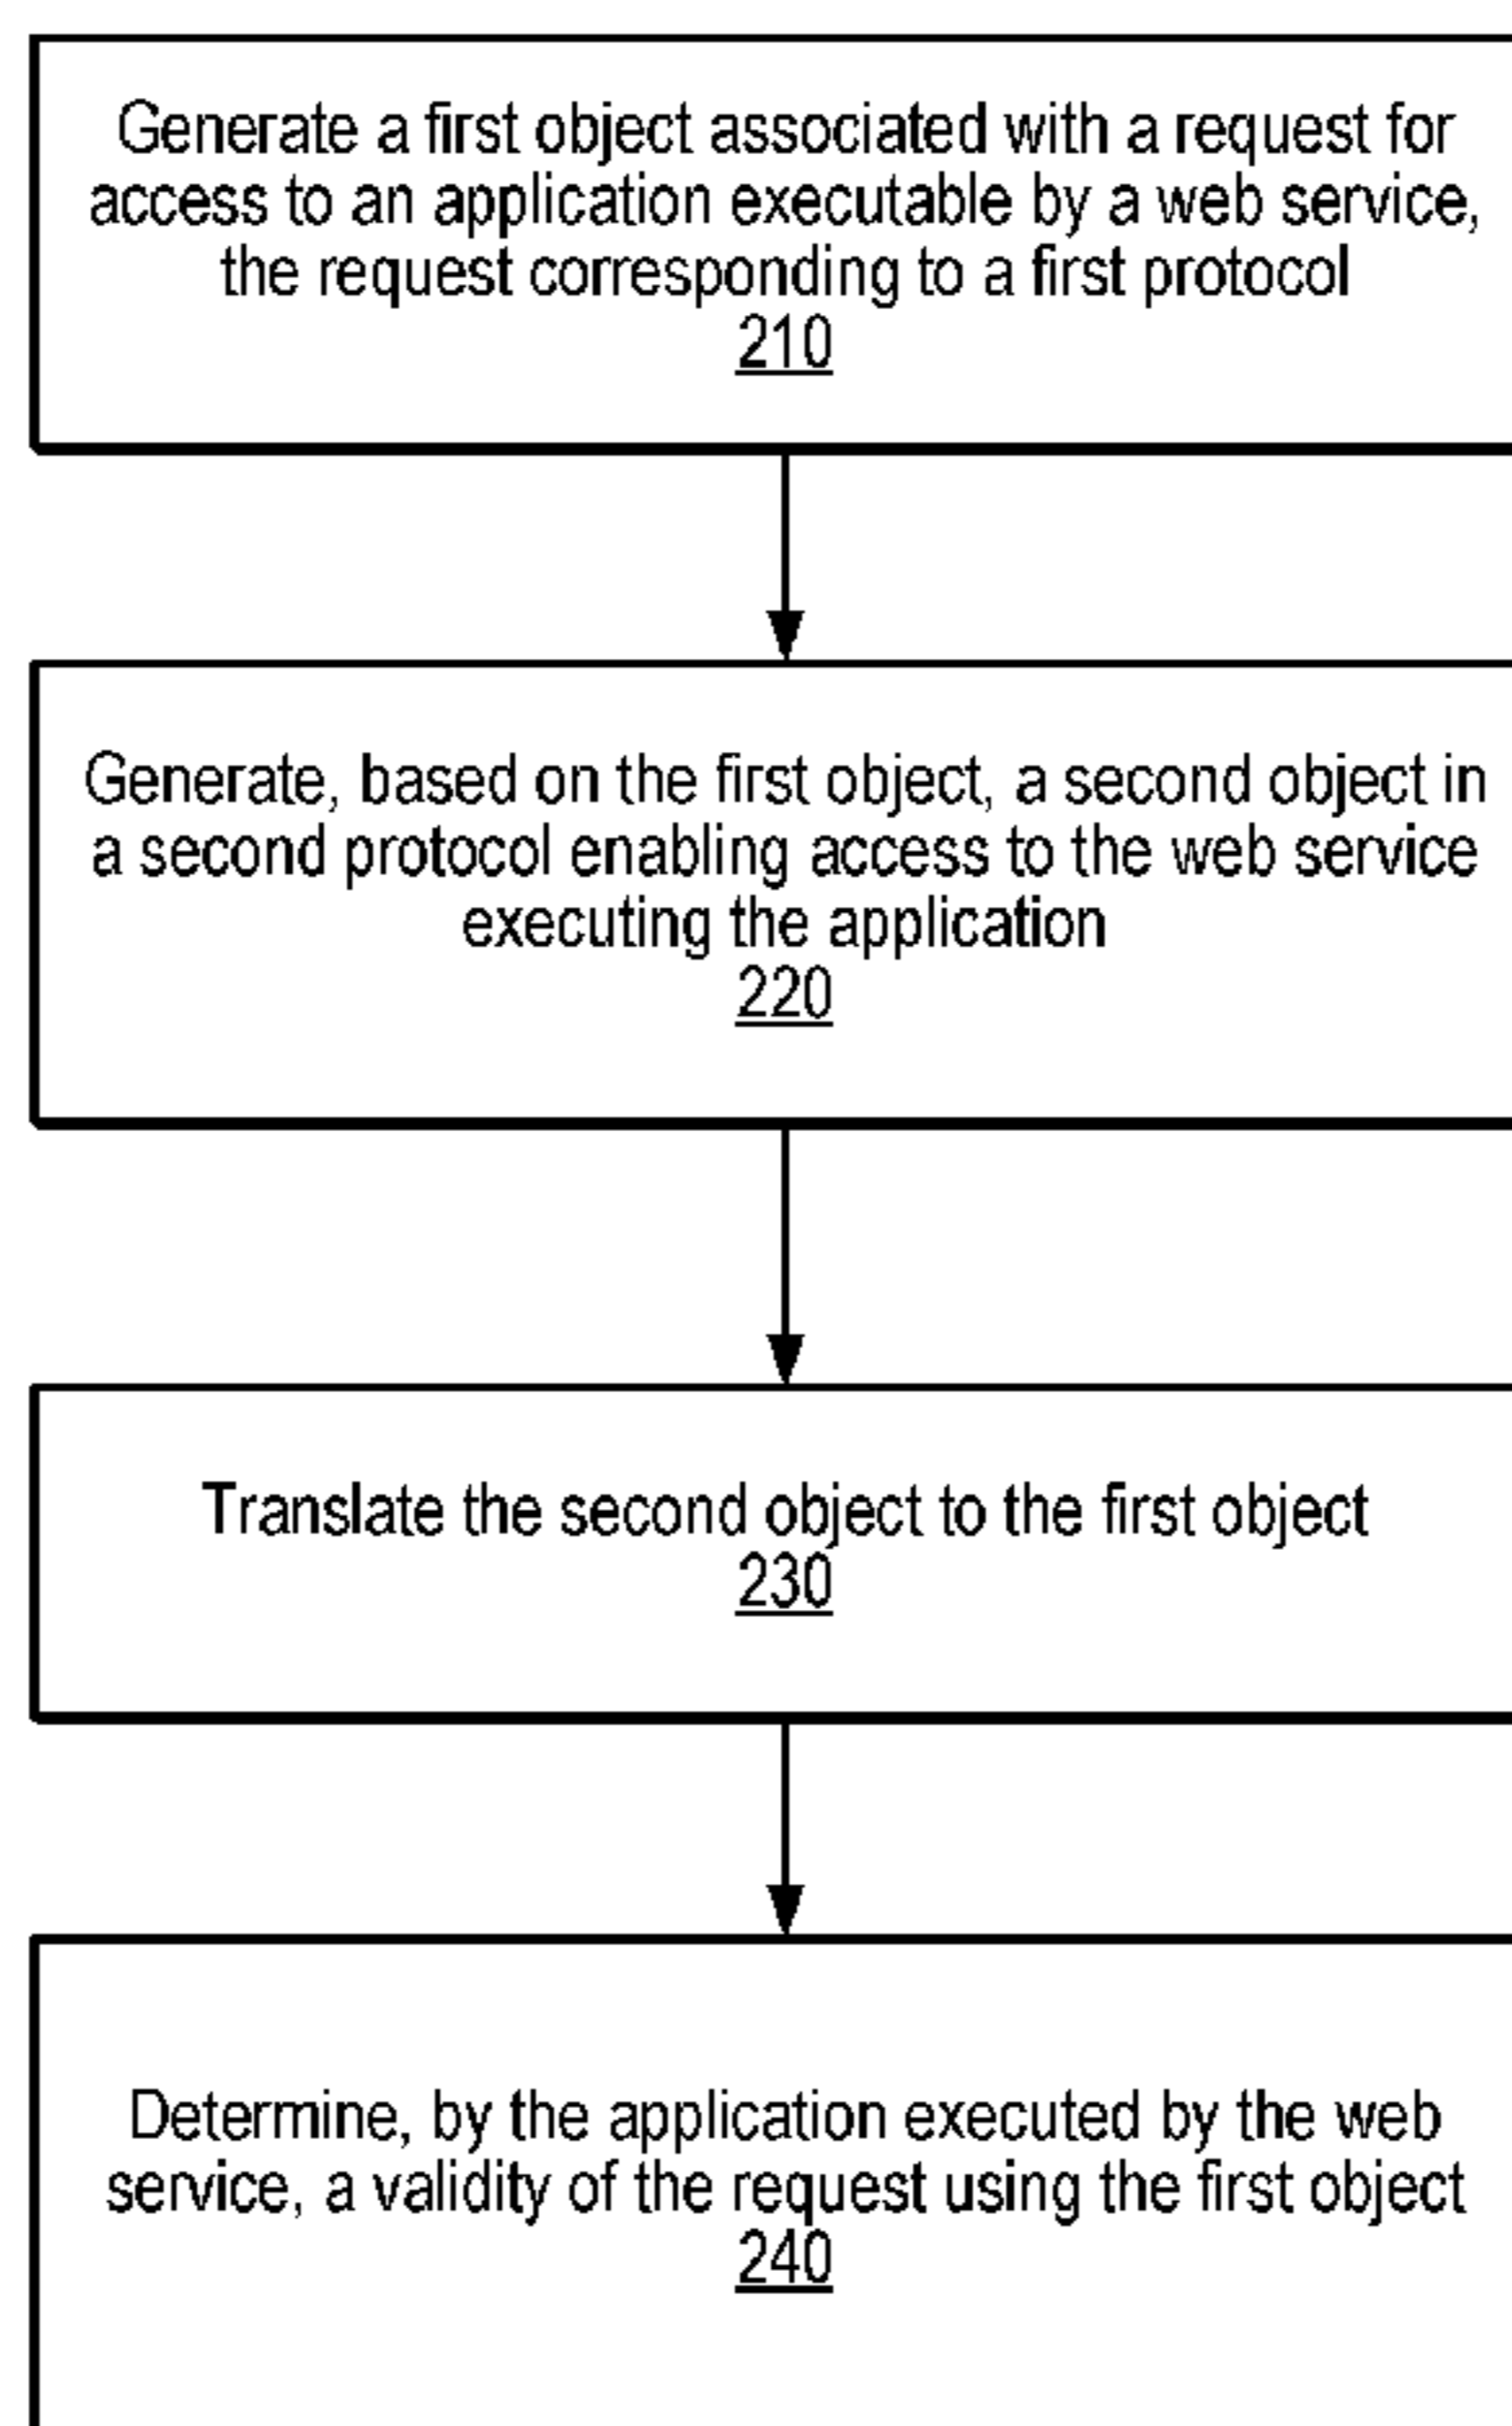 Generate a first object associated with a request for
access to an application executable by a web service,
the request corresponding to a first protocol
210
Generate, based on the first object, a second object in
a second protocol enabling access to the web service
executing the application
220
Translate the second object to the first object
230
Determine, by the application executed by the web
service, a validity of the request using the first object
240